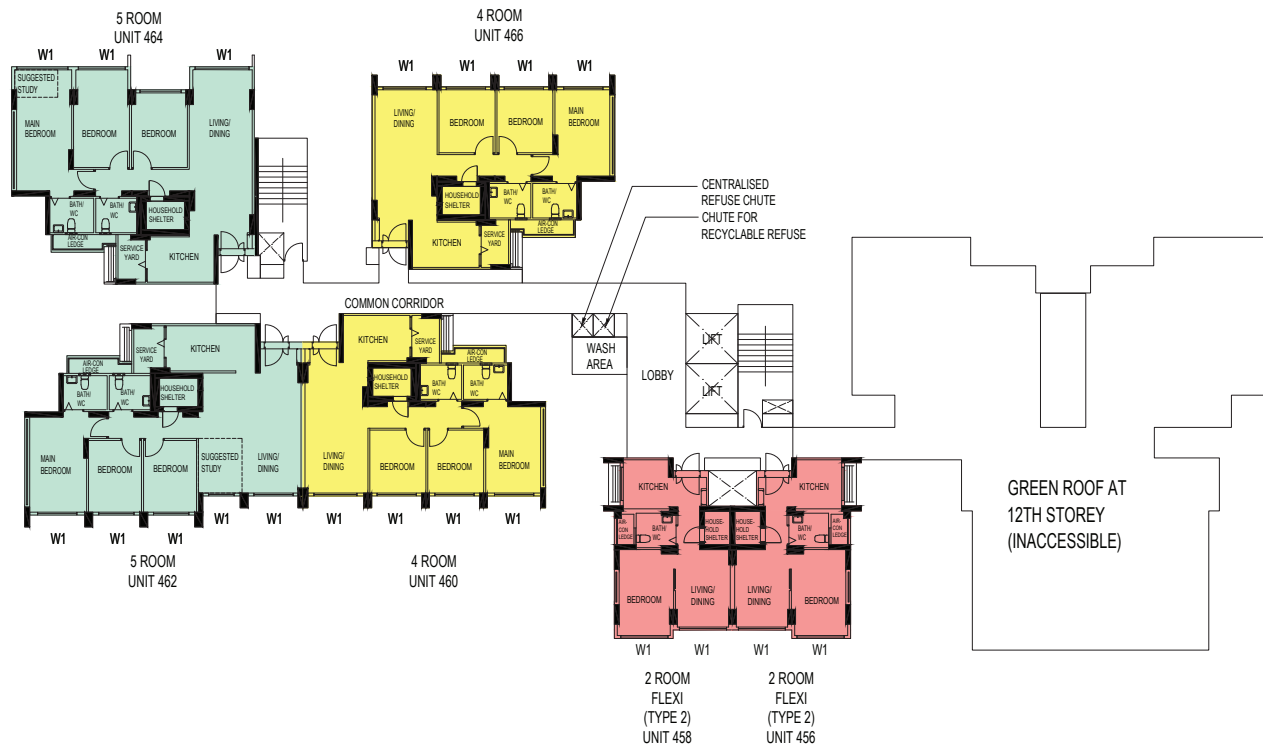 5 ROOM
UNIT 464
W1
W1
W1
SUGGESTED
STUDY
MAIN
BEDROOM
BEDROOM
BEDROOM
LIVING/
DINING
BATH/
WC
BATH/
WC
HOUSEHOLD
SHELTER
AIR-CON
LEDGE
SERVICE
YARD
KITCHEN
4 ROOM
UNIT 466
W1
W1
W1
W1
LIVING/
DINING
BEDROOM
BEDROOM
MAIN
BEDROOM
HOUSEHOLD
SHELTER
BATH/
WC
BATH/
WC
AIR-CON
LEDGE
KITCHEN
SERVICE
YARD
CENTRALISED
REFUSE CHUTE
CHUTE FOR
RECYCLABLE REFUSE
COMMON CORRIDOR
WASH
AREA
LOBBY
LIFT
LIFT
SERVICE
YARD
KITCHEN
AIR-CON
LEDGE
BATH/
WC
BATH/
WC
HOUSEHOLD
SHELTER
MAIN
BEDROOM
BEDROOM
BEDROOM
SUGGESTED
STUDY
LIVING/
DINING
W1
W1
W1
W1
W1
5 ROOM
UNIT 462
KITCHEN
SERVICE
YARD
AIR-CON
LEDGE
HOUSEHOLD
SHELTER
BATH/
WC
BATH/
WC
LIVING/
DINING
BEDROOM
BEDROOM
MAIN
BEDROOM
W1
W1
W1
W1
4 ROOM
UNIT 460
KITCHEN
AIR-
CON
LEDGE
BATH/
WC
HOUSE-
HOLD
SHELTER
BEDROOM
LIVING/
DINING
W1
W1
2 ROOM
FLEXI
(TYPE 2)
UNIT 458
KITCHEN
HOUSE-
HOLD
SHELTER
BATH/
WC
AIR-
CON
LEDGE
LIVING/
DINING
BEDROOM
W1
W1
2 ROOM
FLEXI
(TYPE 2)
UNIT 456
GREEN ROOF AT
12TH STOREY
(INACCESSIBLE)